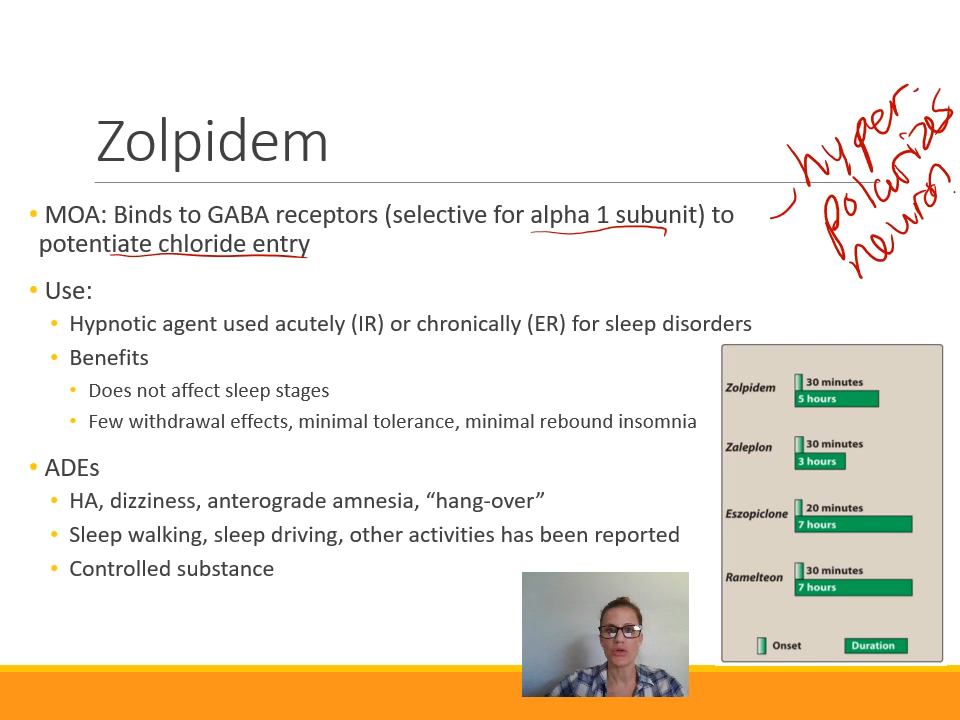 Zolpidem
hyper-
polarizes
neuron
• MOA: Binds to GABA receptors (selective for alpha 1 subunit) to
potentiate chloride entry
• Use:
• Hypnotic agent used acutely (IR) or chronically (ER) for sleep disorders
• Benefits
• Does not affect sleep stages
• Few withdrawal effects, minimal tolerance, minimal rebound insomnia
• ADEs
• HA, dizziness, anterograde amnesia, “hang-over”
• Sleep walking, sleep driving, other activities has been reported
• Controlled substance
Zolpidem 30 minutes
5 hours
Zaleplon 30 minutes
3 hours
Eszopiclone 20 minutes
7 hours
Ramelteon 30 minutes
7 hours
Onset Duration